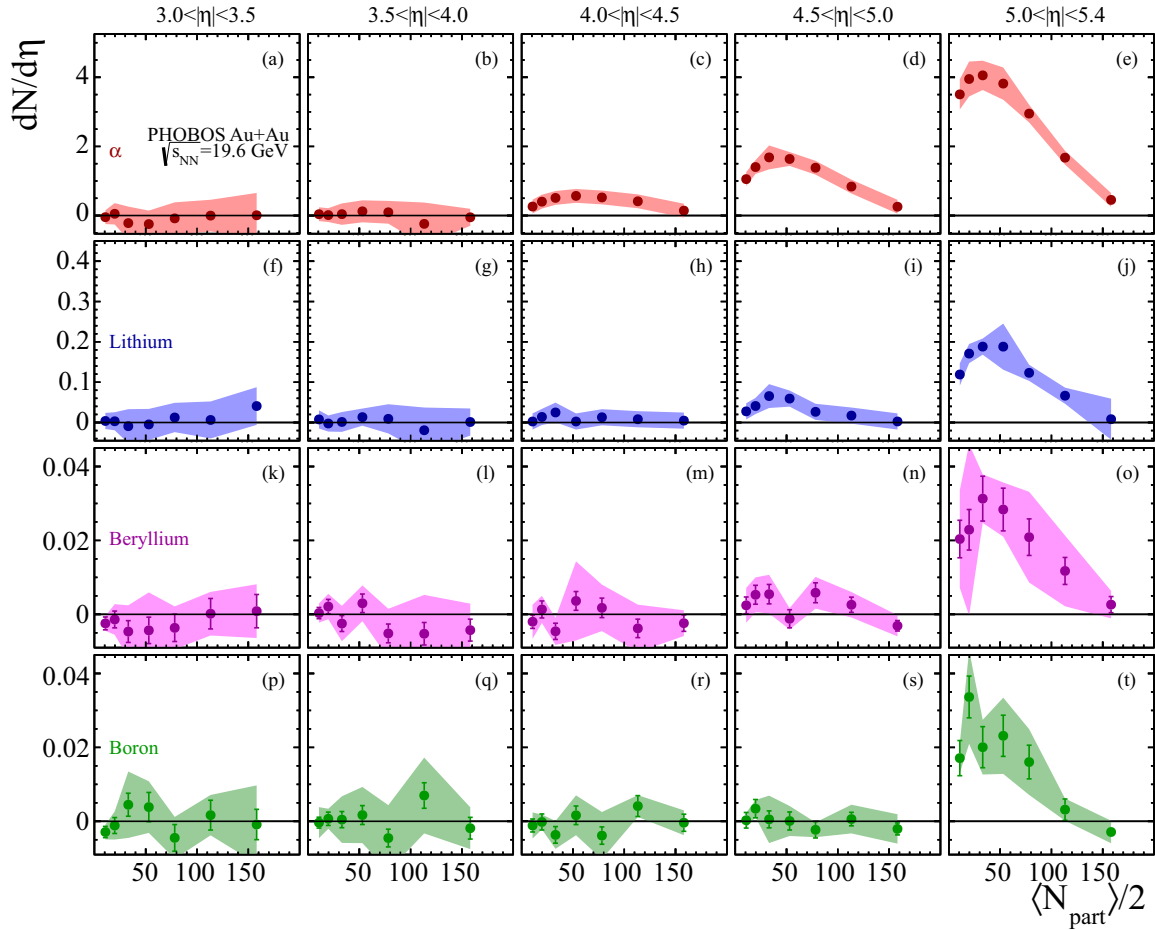 3.0<|η|<3.5 3.5<|η|<4.0 4.0<|η|<4.5 4.5<|η|<5.0 5.0<|η|<5.4
dN/dη
(a) (b) (c) (d) (e)
4
PHOBOS Au+Au
α √s_NN=19.6 GeV
2
0
(f) (g) (h) (i) (j)
0.4
0.3
Lithium
0.2
0.1
0
(k) (l) (m) (n) (o)
0.04
Beryllium
0.02
0
(p) (q) (r) (s) (t)
0.04
Boron
0.02
0
50 100 150 50 100 150 50 100 150 50 100 150 50 100 150
⟨N_part⟩/2